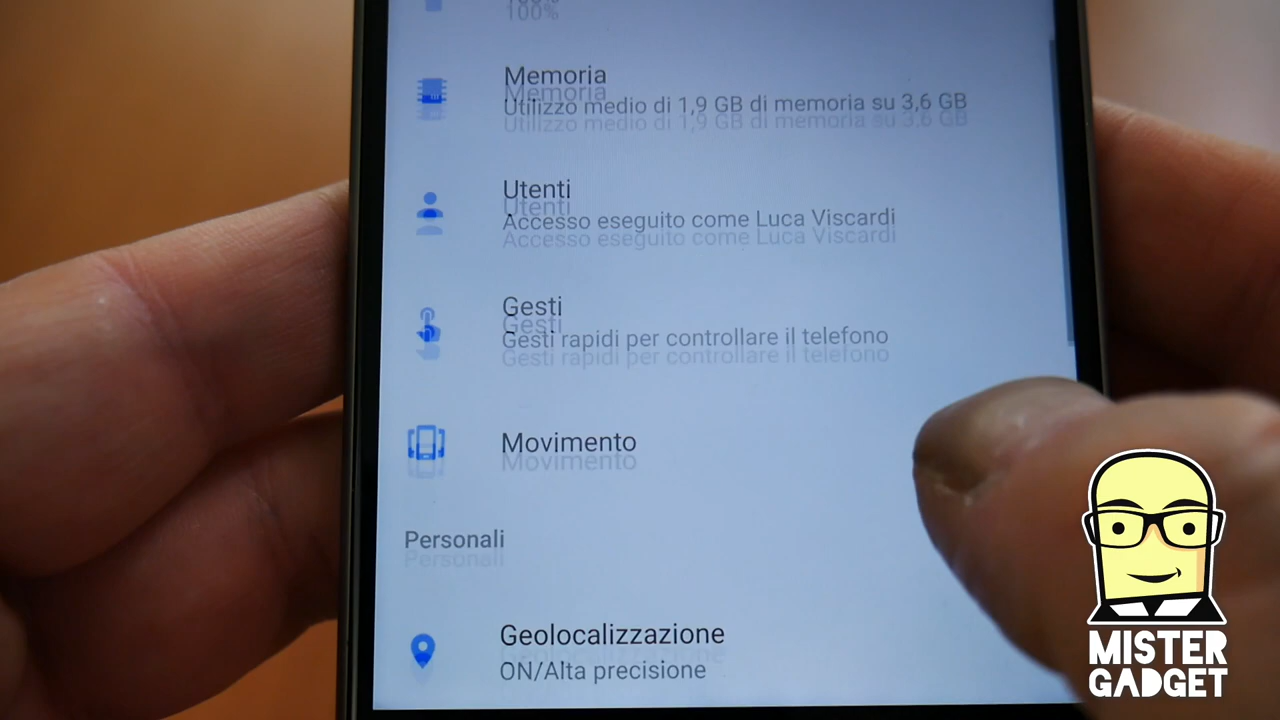 100%
Memoria
Utilizzo medio di 1,9 GB di memoria su 3,6 GB
Utenti
Accesso eseguito come Luca Viscardi
Gesti
Gesti rapidi per controllare il telefono
Movimento
Personali
Geolocalizzazione
ON/Alta precisione
MISTER
GADGET